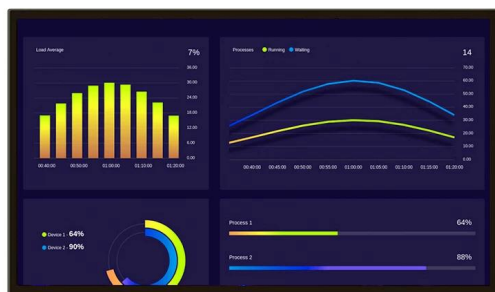 Load Average
7%
36.00
30.00
24.00
18.00
12.00
6.00
0.00
00:40:00 00:50:00 01:00:00 01:10:00 01:20:00
Processes Running Waiting
14
70.00
60.00
50.00
40.00
30.00
20.00
10.00
0.00
00:40:00 00:45:00 00:50:00 00:55:00 01:00:00 01:05:00 01:10:00 01:15:00 01:20:00
Device 1 - 64%
Device 2 - 90%
Process 1 64%
Process 2 88%